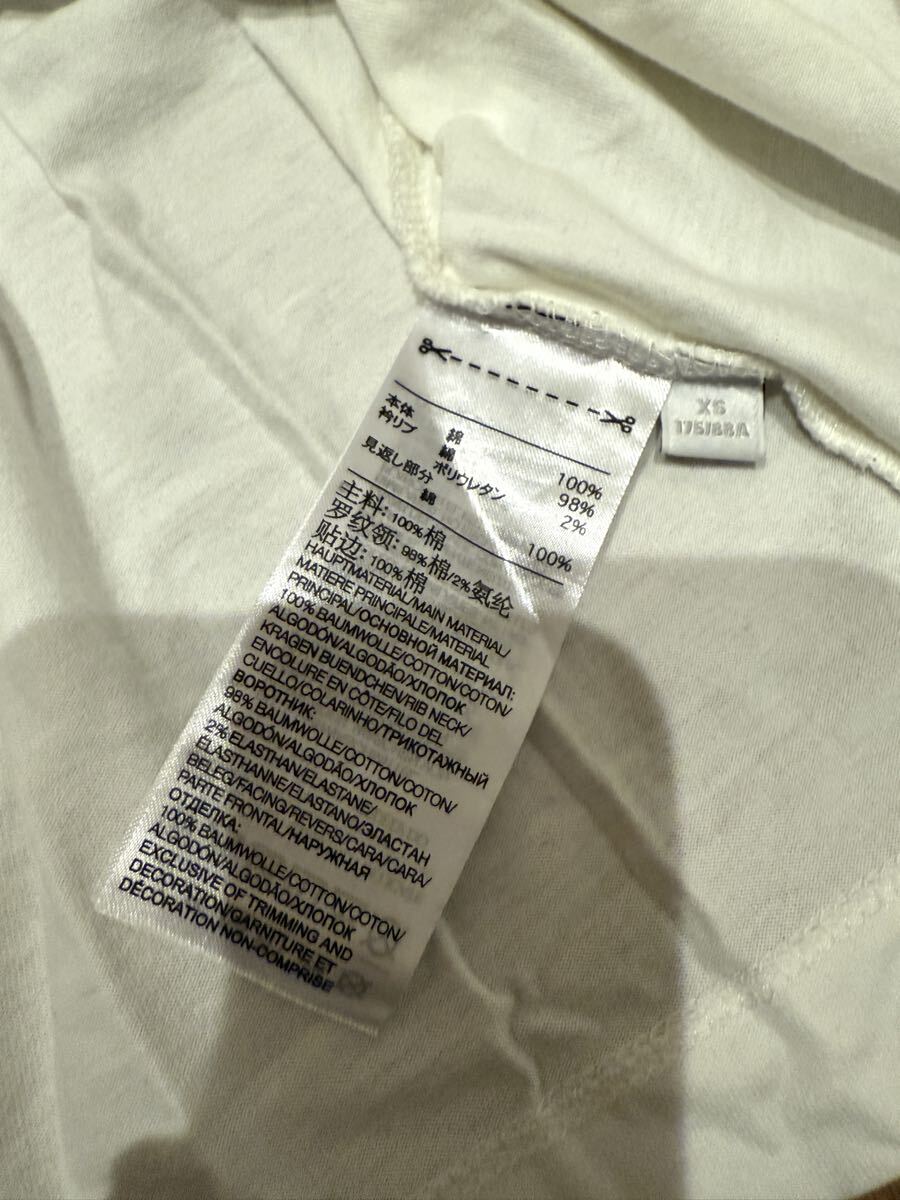 本体
綿 100%
衿リブ
綿 98%
ポリウレタン 2%
見返し部分
綿 100%
主料: 100% 棉
罗纹领: 98% 棉/2% 氨纶
贴边: 100% 棉
HAUPTMATERIAL/MAIN MATERIAL/
MATIERE PRINCIPALE/MATERIAL
PRINCIPAL/ОСНОВНОЙ МАТЕРИАЛ:
100% BAUMWOLLE/COTTON/COTON/
ALGODÓN/ALGODÃO/ХЛОПОК
KRAGEN BUENDCHEN/RIB NECK/
ENCOLURE EN CÔTE/FILO DEL
CUELLO/COLARINHO/ТРИКОТАЖНЫЙ
ВОРОТНИК:
98% BAUMWOLLE/COTTON/COTON/
ALGODÓN/ALGODÃO/ХЛОПОК
2% ELASTHAN/ELASTANE/
ELASTHANNE/ELASTANO/ЭЛАСТАН
BELEG/FACING/REVERS/CARA/CARA/
PARTE FRONTAL/НАРУЖНАЯ
ОТДЕЛКА:
100% BAUMWOLLE/COTTON/COTON/
ALGODÓN/ALGODÃO/ХЛОПОК
EXCLUSIVE OF TRIMMING AND
DECORATION/GARNITURE ET
DÉCORATION NON-COMPRISE
XS
175/88A